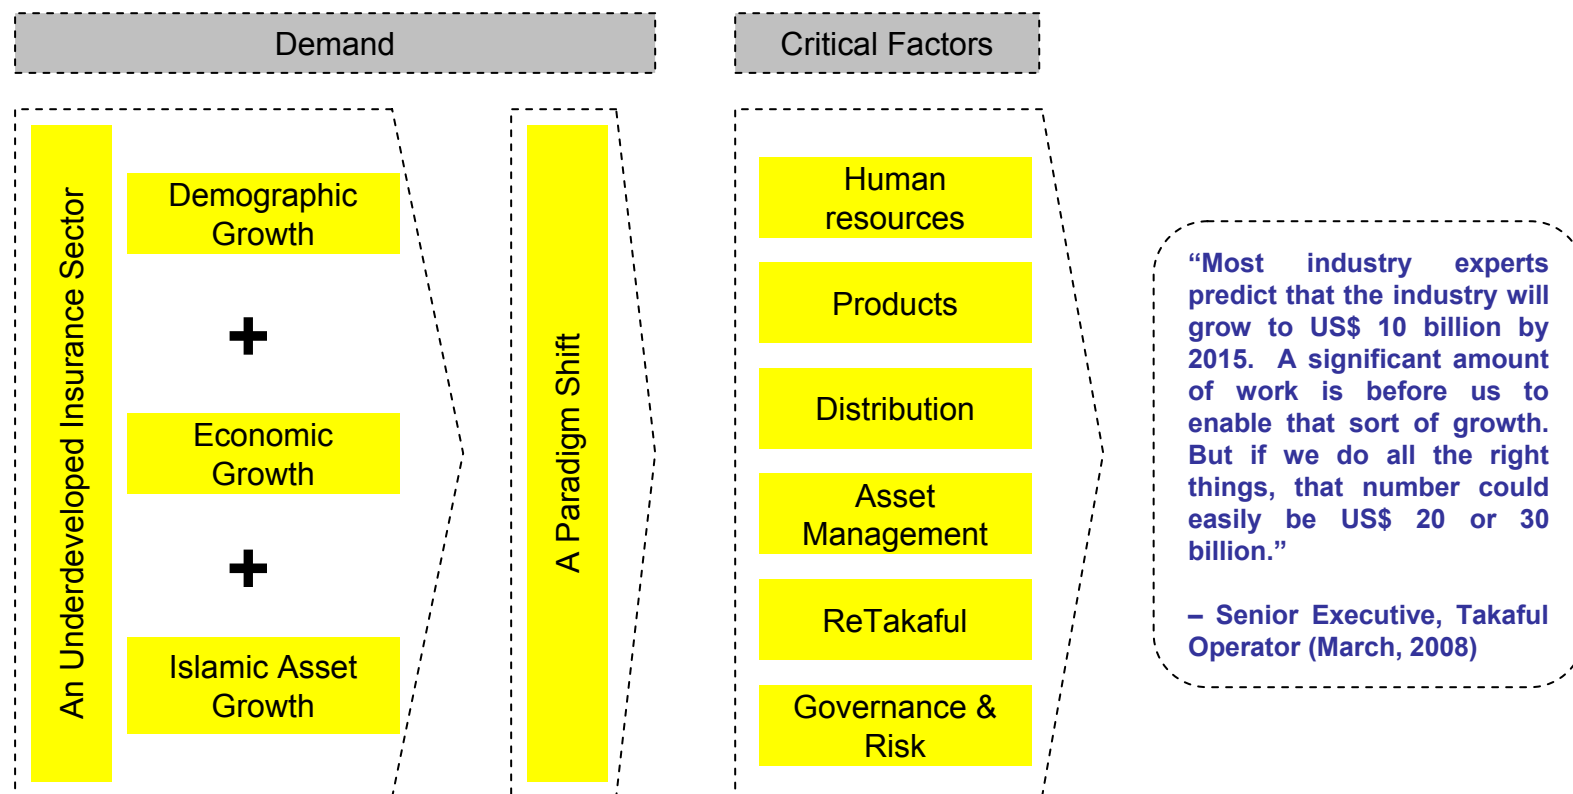 Demand
Critical Factors
An Underdeveloped Insurance Sector
Demographic
Growth
+
Economic
Growth
+
Islamic Asset
Growth
A Paradigm Shift
Human
resources
Products
Distribution
Asset
Management
ReTakaful
Governance &
Risk
“Most industry experts
predict that the industry will
grow to US$ 10 billion by
2015. A significant amount
of work is before us to
enable that sort of growth.
But if we do all the right
things, that number could
easily be US$ 20 or 30
billion.”
– Senior Executive, Takaful
Operator (March, 2008)